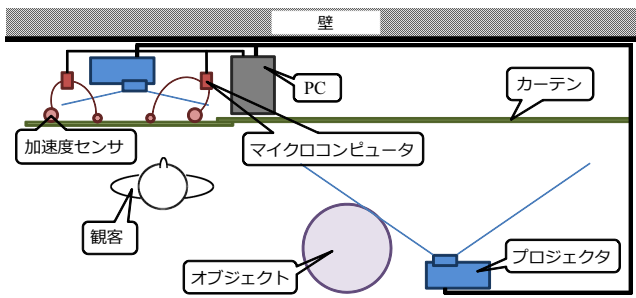 壁
PC
カーテン
加速度センサ
マイクロコンピュータ
観客
オブジェクト
プロジェクタ